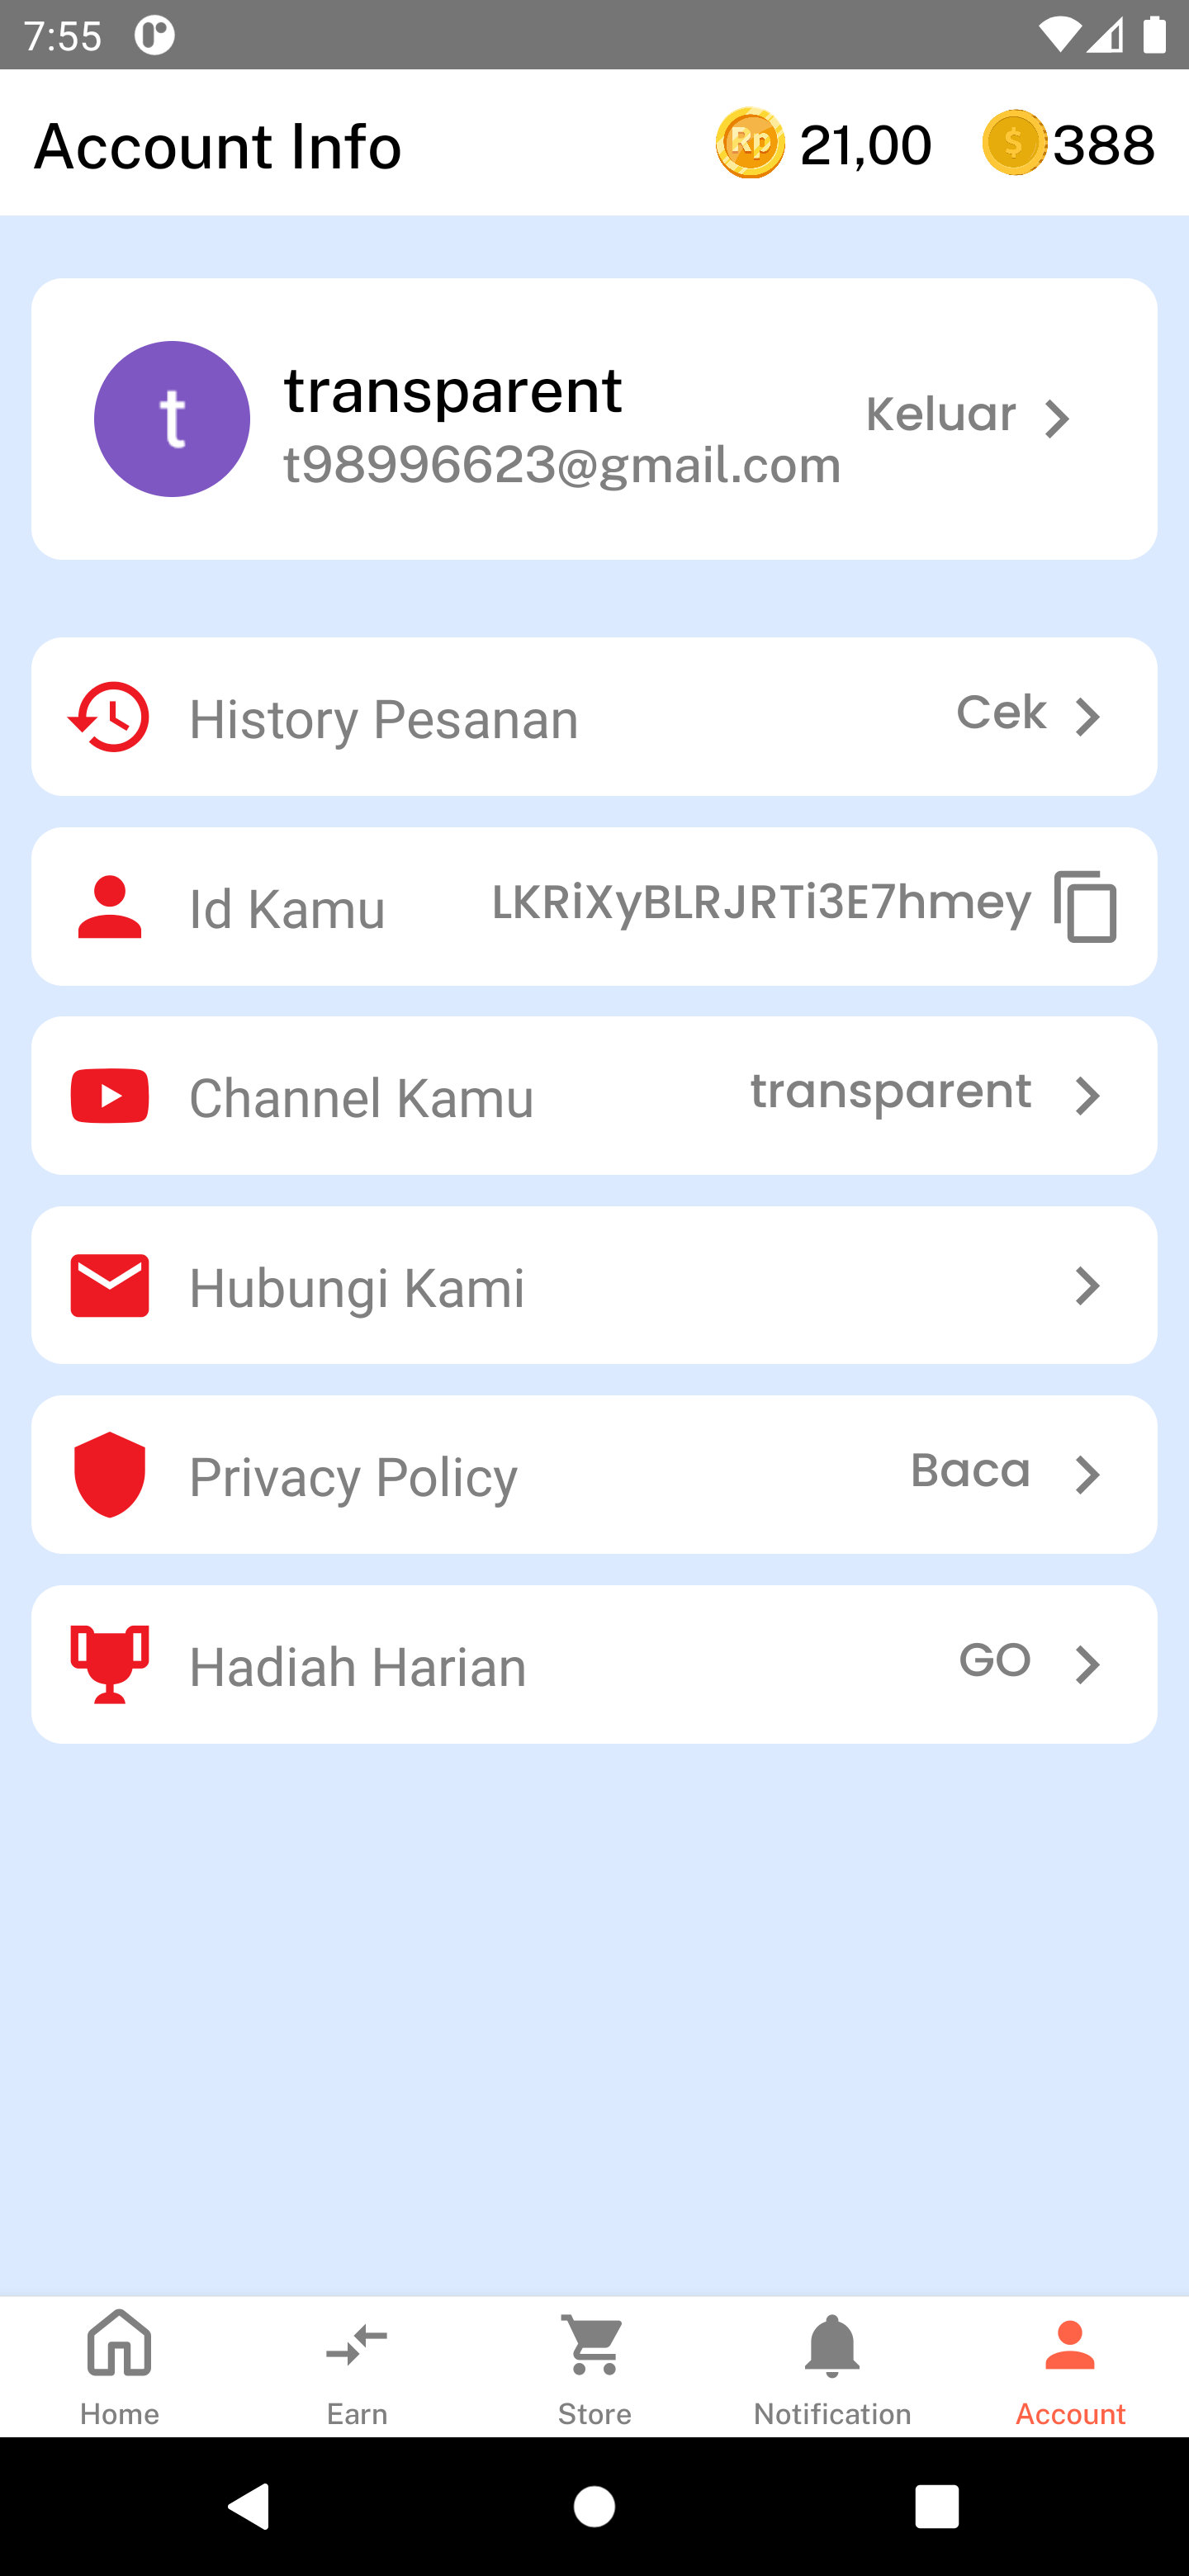 7:55
Account Info
Rp 21,00
$ 388
t
transparent
t98996623@gmail.com
Keluar
History Pesanan Cek
Id Kamu LKRiXyBLRJRTi3E7hmey
Channel Kamu transparent
Hubungi Kami
Privacy Policy Baca
Hadiah Harian GO
Home Earn Store Notification Account